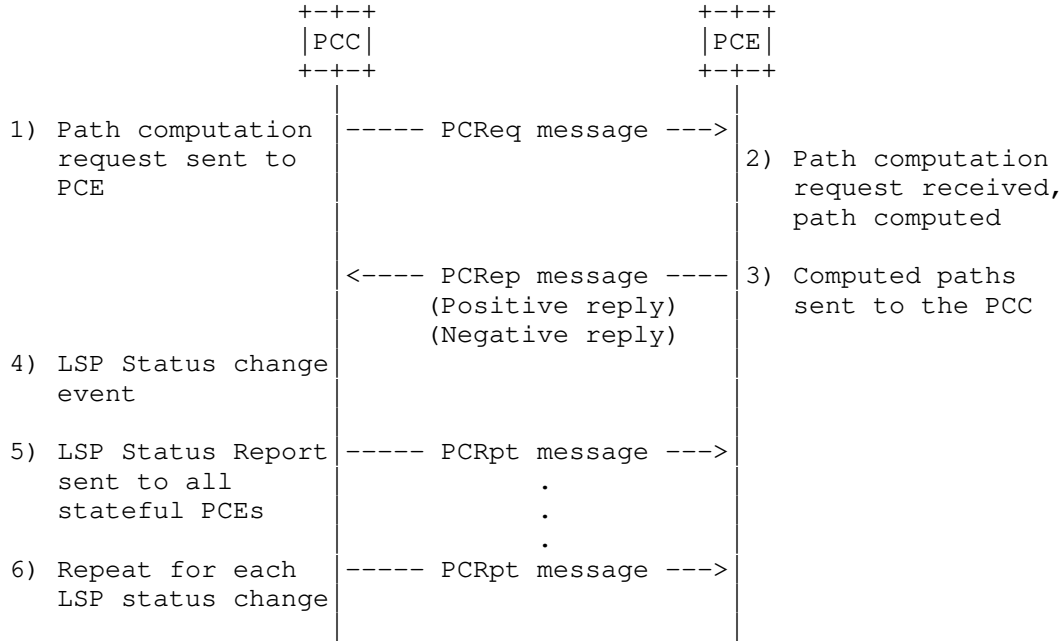 +-+-+ +-+-+
|PCC| |PCE|
+-+-+ +-+-+
| |
1) Path computation |----- PCReq message --->|
request sent to | |2) Path computation
PCE | | request received,
| | path computed
| |
|<---- PCRep message ----|3) Computed paths
| (Positive reply) | sent to the PCC
| (Negative reply) |
4) LSP Status change| |
event | |
| |
5) LSP Status Report|----- PCRpt message --->|
sent to all | . |
stateful PCEs | . |
| . |
6) Repeat for each |----- PCRpt message --->|
LSP status change| |
| |